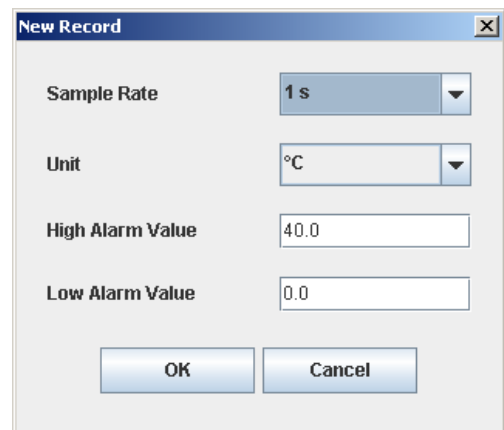 New Record
Sample Rate 1 s
Unit °C
High Alarm Value 40.0
Low Alarm Value 0.0
OK Cancel